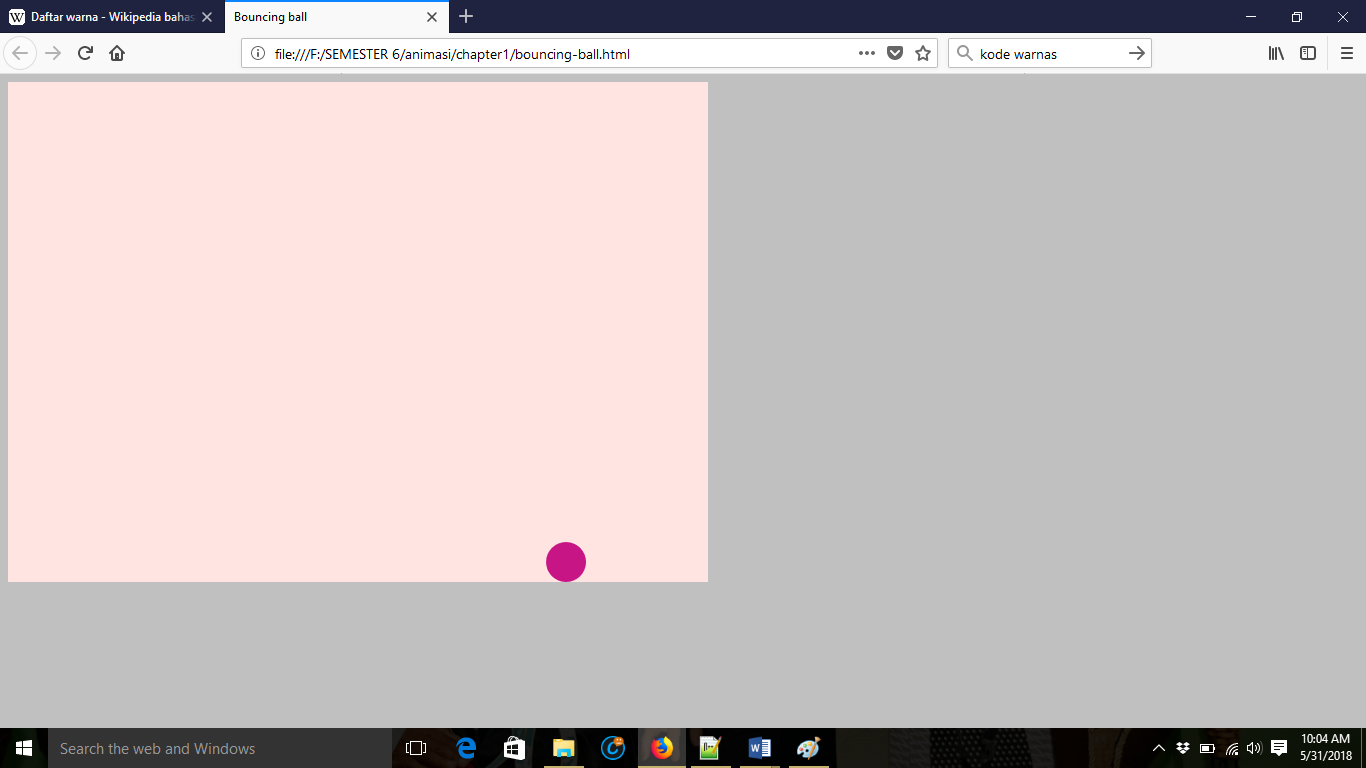 Daftar warna - Wikipedia bahas
Bouncing ball
file:///F:/SEMESTER 6/animasi/chapter1/bouncing-ball.html
kode warnas
Search the web and Windows
10:04 AM
5/31/2018